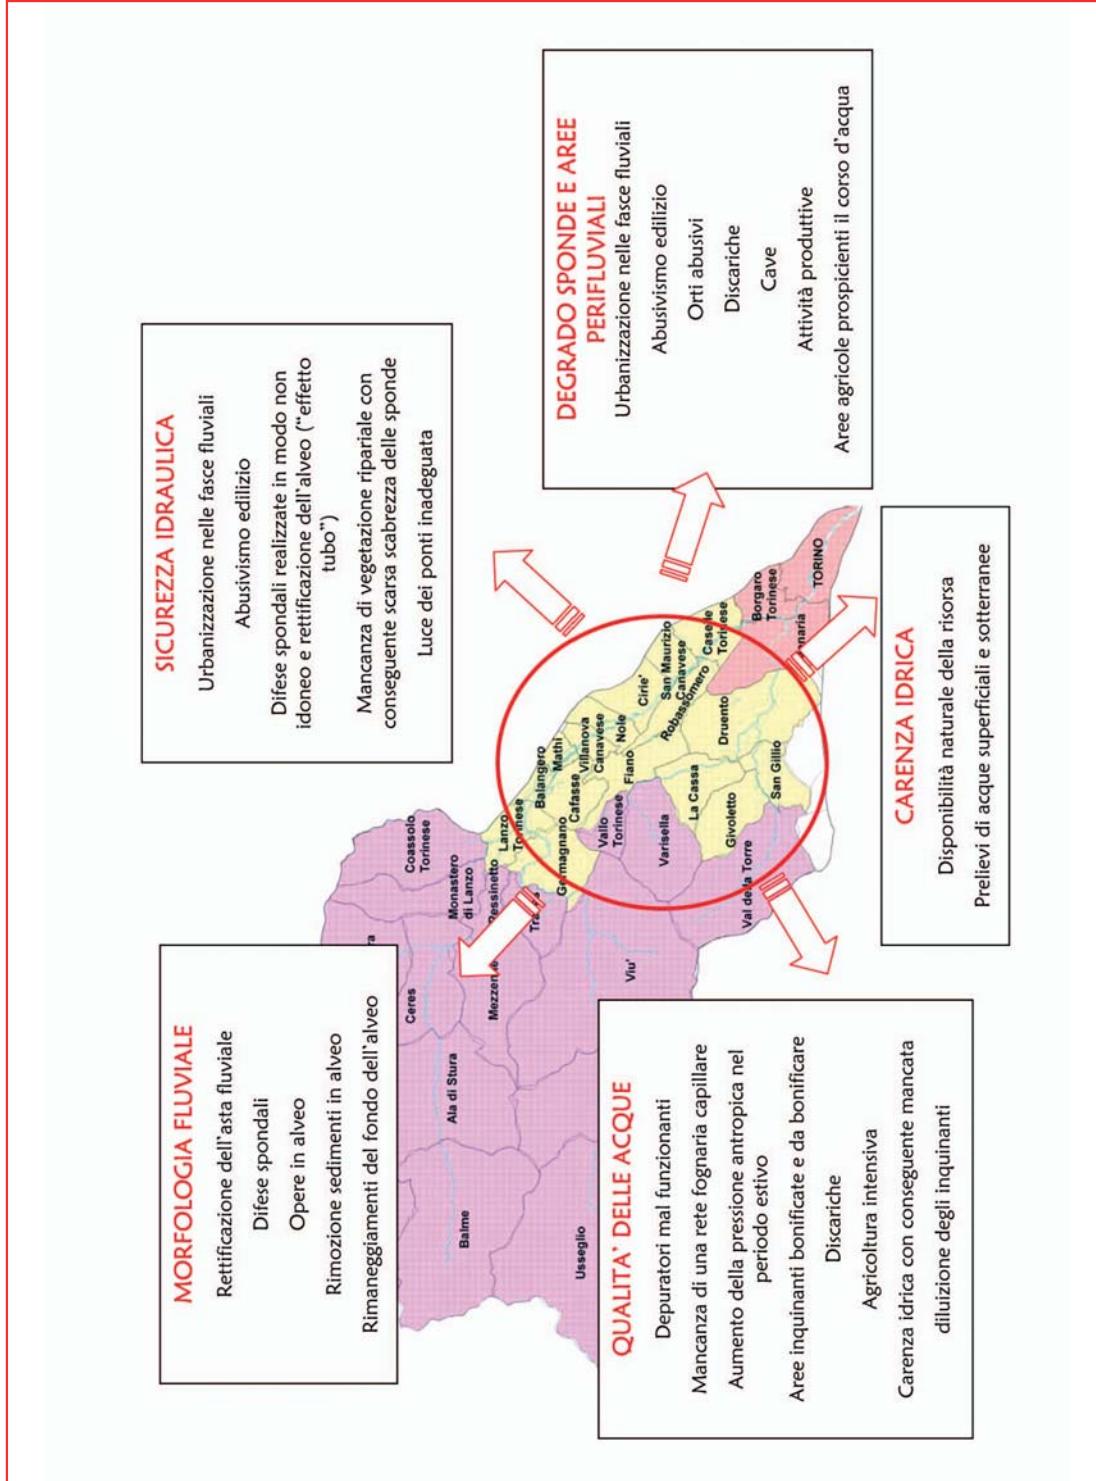 MORFOLOGIA FLUVIALE
Rettificazione dell'asta fluviale
Difese spondali
Opere in alveo
Rimozione sedimenti in alveo
Rimaneggiamenti del fondo dell'alveo
SICUREZZA IDRAULICA
Urbanizzazione nelle fasce fluviali
Abusivismo edilizio
Difese spondali realizzate in modo non
idoneo e rettificazione dell'alveo ("effetto
tubo")
Mancanza di vegetazione ripariale con
conseguente scarsa scabrezza delle sponde
Luce dei ponti inadeguata
QUALITA' DELLE ACQUE
Depuratori mal funzionanti
Mancanza di una rete fognaria capillare
Aumento della pressione antropica nel
periodo estivo
Aree inquinanti bonificate e da bonificare
Discariche
Agricoltura intensiva
Carenza idrica con conseguente mancata
diluizione degli inquinanti
CARENZA IDRICA
Disponibilità naturale della risorsa
Prelievi di acque superficiali e sotterranee
DEGRADO SPONDE E AREE
PERIFLUVIALI
Urbanizzazione nelle fasce fluviali
Abusivismo edilizio
Orti abusivi
Discariche
Cave
Attività produttive
Aree agricole prospicienti il corso d'acqua
Balme
Ala di Stura
Ceres
Usseglio
Viu'
Monastero
di Lanzo
Coassolo
Torinese
Lanzo
Torinese
Germagnano
Balangero
Mathi
Cafasse
Villanova
Canavese
Nole
Fiano
Vallo
Torinese
Varisella
Cirie'
Robassomero
San Maurizio
Canavese
Caselle
Torinese
La Cassa
Druento
Givoletto
San Gillio
Val della Torre
Borgaro
Torinese
TORINO